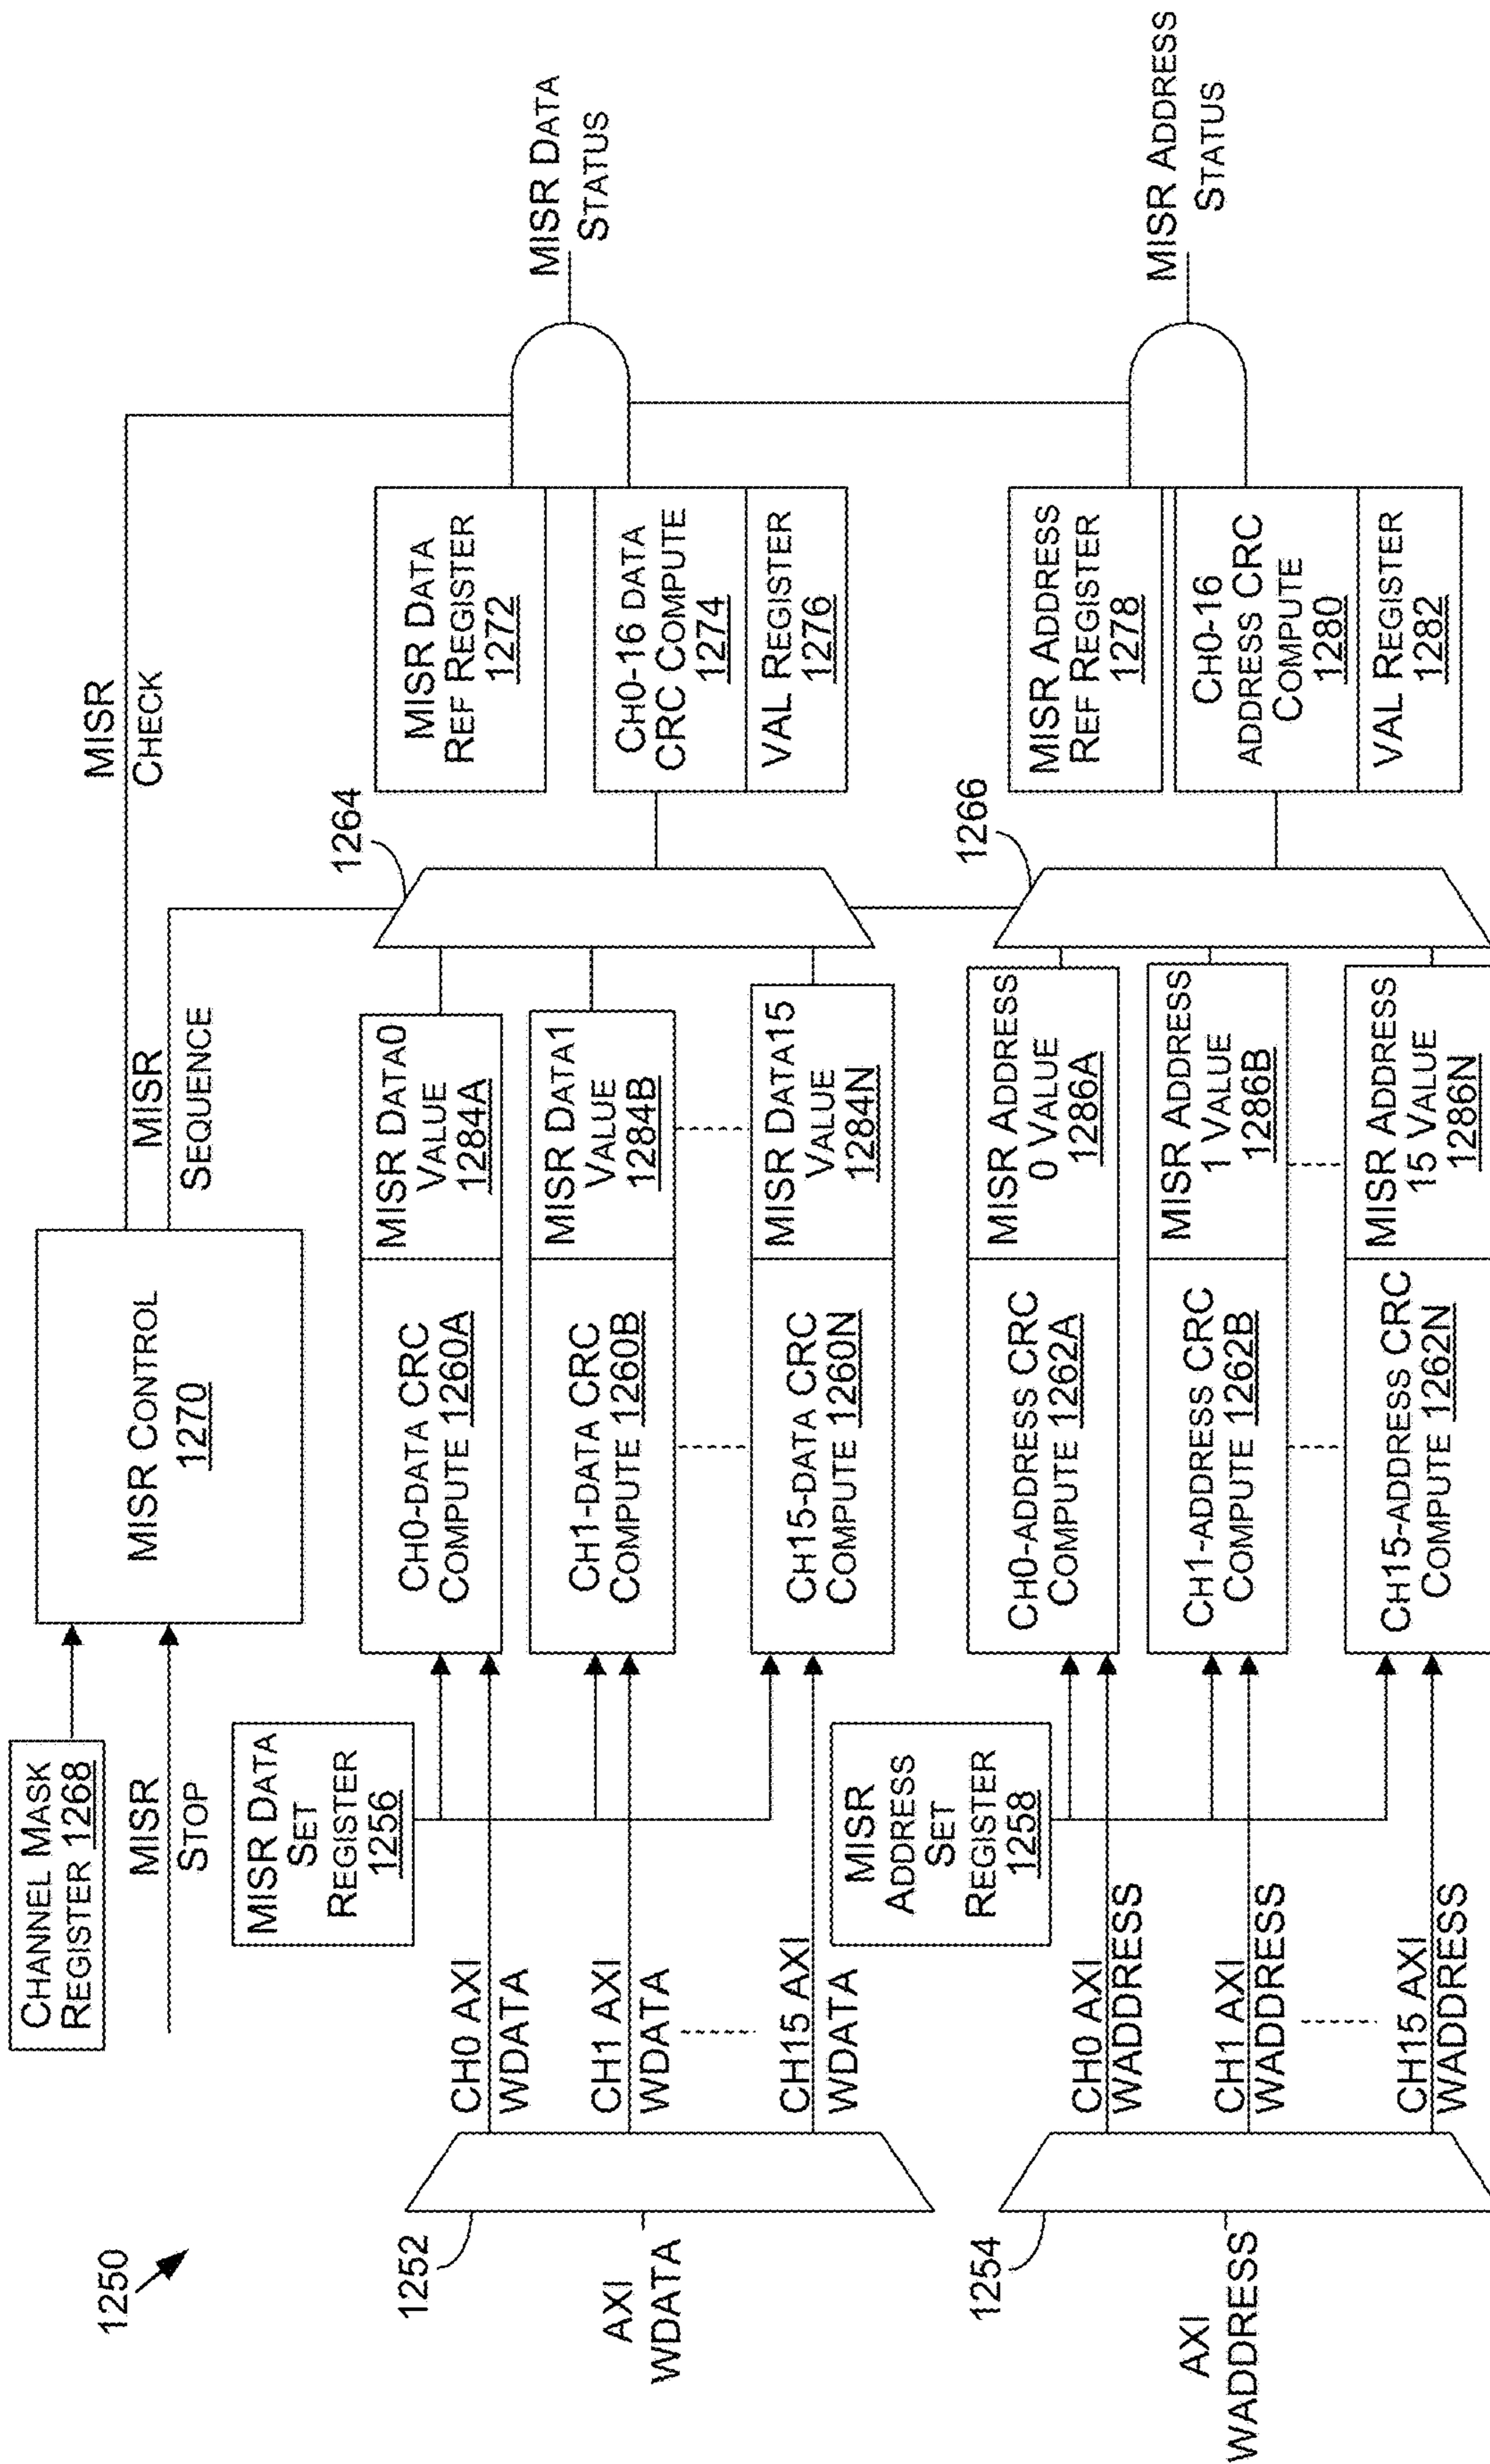 1250
CHANNEL MASK
REGISTER 1268
MISR
STOP
MISR CONTROL
1270
MISR
SEQUENCE
MISR
CHECK
1252
AXI
WDATA
CH0 AXI
WDATA
CH1 AXI
WDATA
CH15 AXI
WDATA
MISR DATA
SET
REGISTER
1256
CH0-DATA CRC
COMPUTE 1260A
MISR DATA0
VALUE
1284A
CH1-DATA CRC
COMPUTE 1260B
MISR DATA1
VALUE
1284B
CH15-DATA CRC
COMPUTE 1260N
MISR DATA15
VALUE
1284N
1264
MISR DATA
REF REGISTER
1272
CH0-16 DATA
CRC COMPUTE
1274
VAL REGISTER
1276
MISR DATA
STATUS
1254
AXI
WADDRESS
CH0 AXI
WADDRESS
CH1 AXI
WADDRESS
CH15 AXI
WADDRESS
MISR
ADDRESS
SET
REGISTER
1258
CH0-ADDRESS CRC
COMPUTE 1262A
MISR ADDRESS
0 VALUE
1286A
CH1-ADDRESS CRC
COMPUTE 1262B
MISR ADDRESS
1 VALUE
1286B
CH15-ADDRESS CRC
COMPUTE 1262N
MISR ADDRESS
15 VALUE
1286N
1266
MISR ADDRESS
REF REGISTER
1278
CH0-16
ADDRESS CRC
COMPUTE
1280
VAL REGISTER
1282
MISR ADDRESS
STATUS